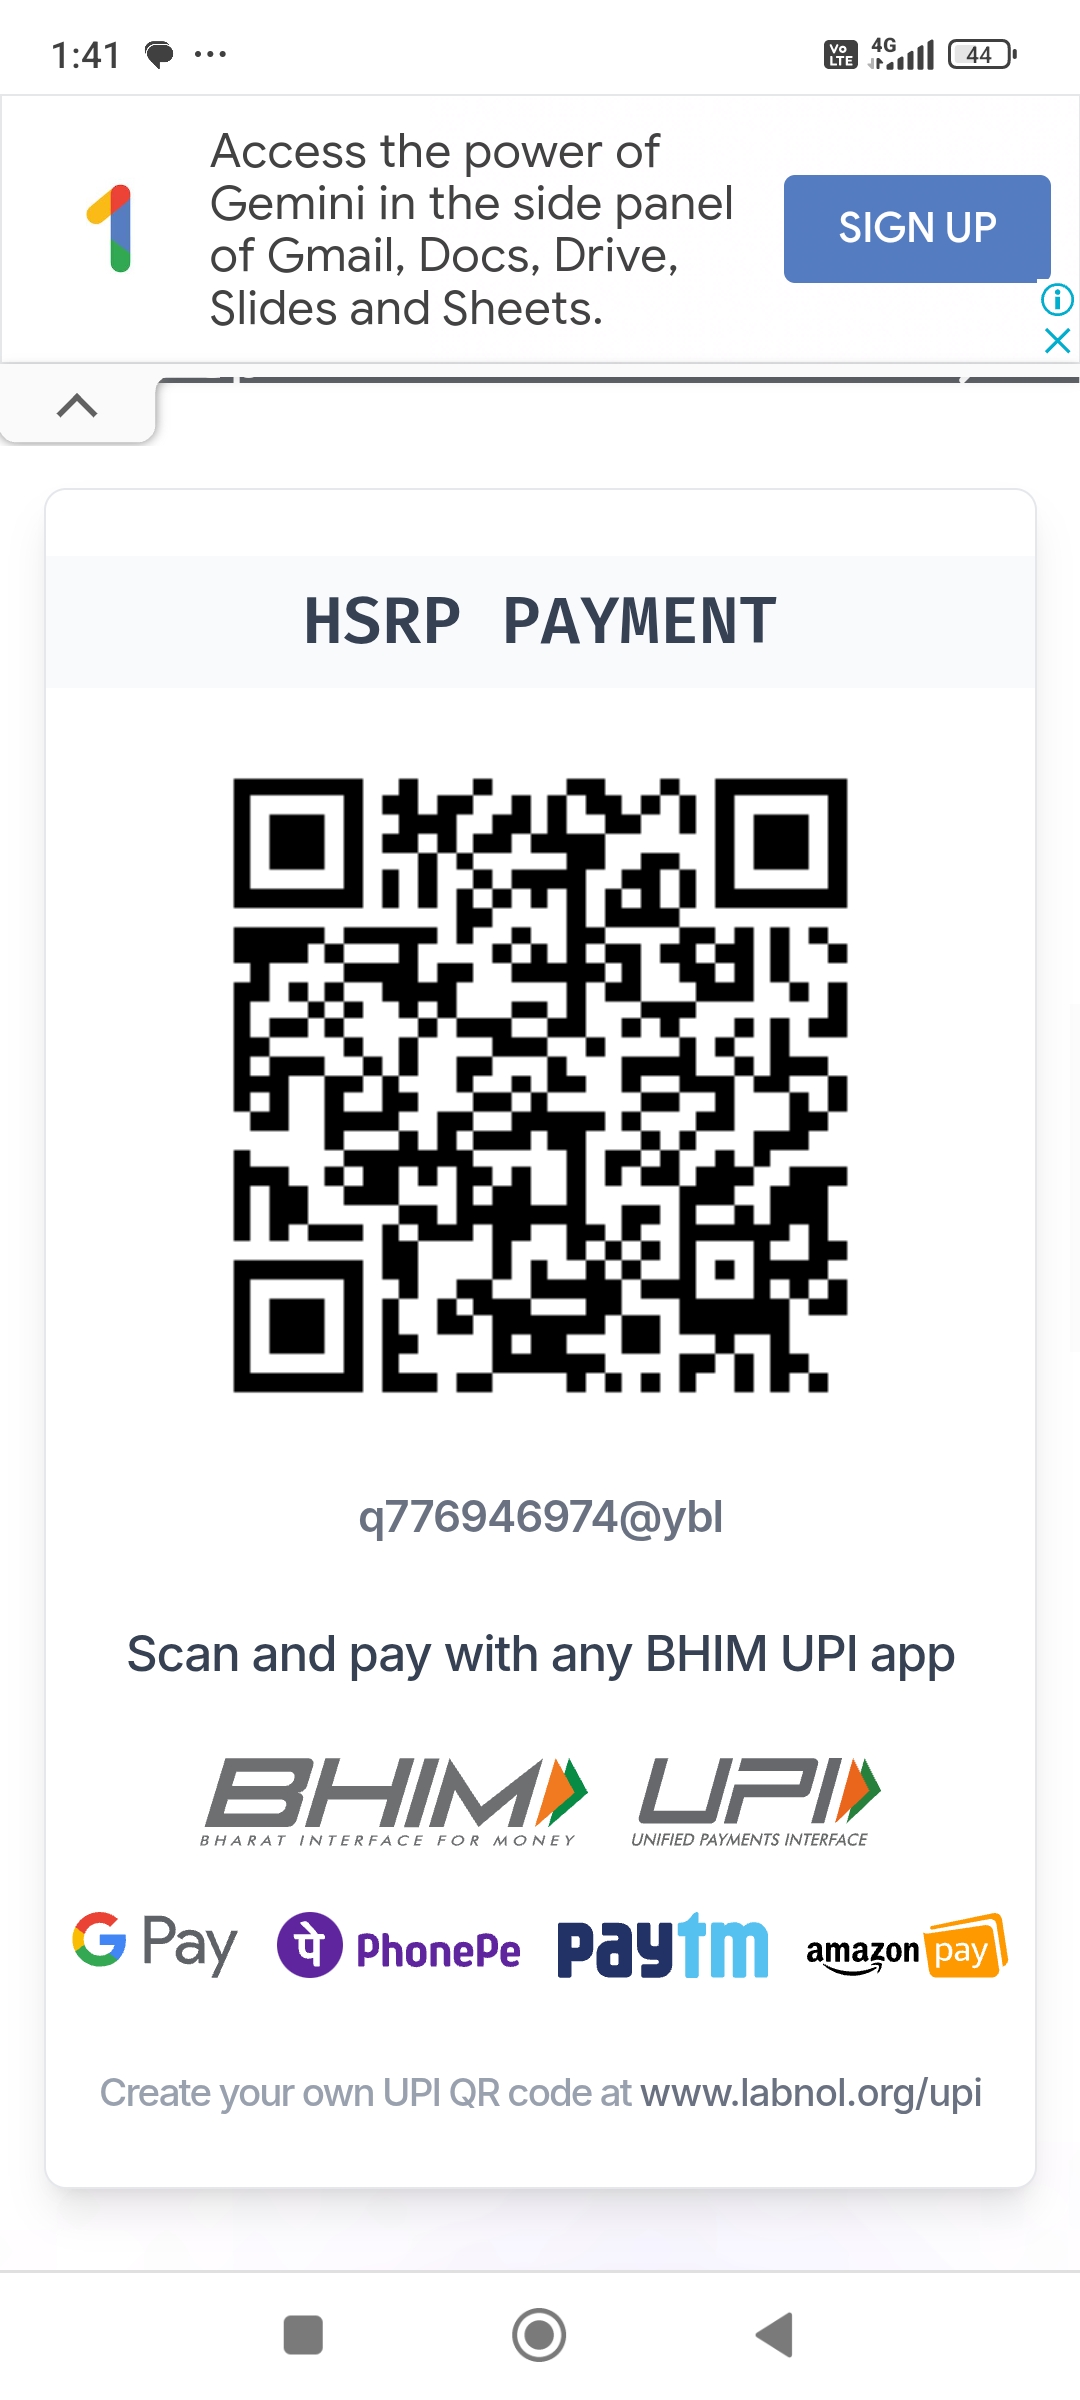 1:41
Vo LTE 4G 44
Access the power of
Gemini in the side panel
of Gmail, Docs, Drive,
Slides and Sheets.
SIGN UP
HSRP PAYMENT
q776946974@ybl
Scan and pay with any BHIM UPI app
BHIM UPI
BHARAT INTERFACE FOR MONEY UNIFIED PAYMENTS INTERFACE
G Pay पे PhonePe paytm amazon pay
Create your own UPI QR code at www.labnol.org/upi